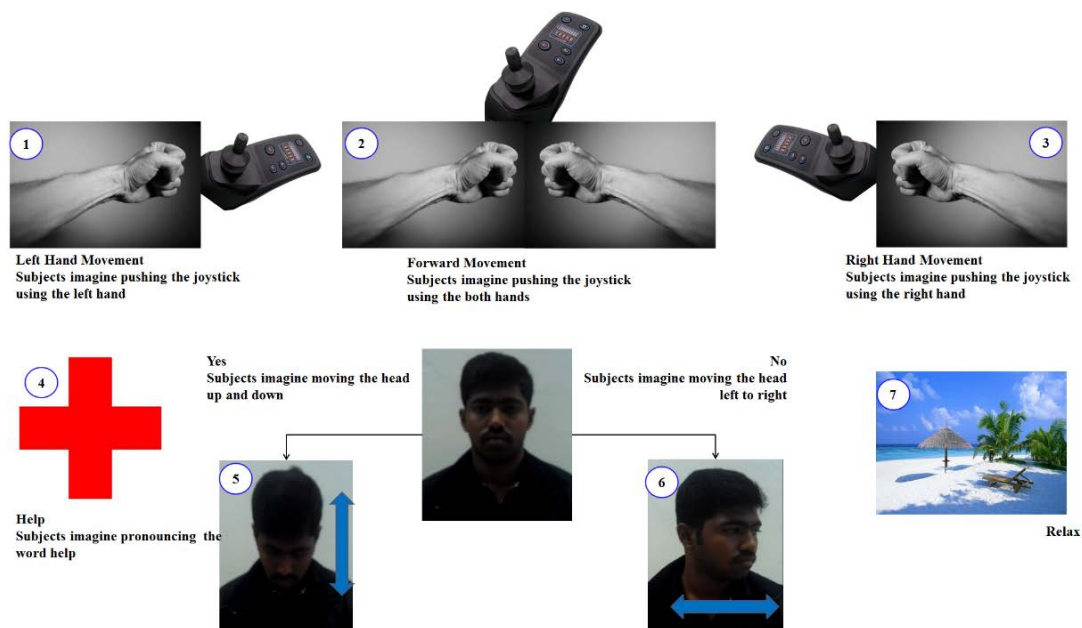 1
2
3
Left Hand Movement
Subjects imagine pushing the joystick
using the left hand
Forward Movement
Subjects imagine pushing the joystick
using the both hands
Right Hand Movement
Subjects imagine pushing the joystick
using the right hand
4
Help
Subjects imagine pronouncing the
word help
Yes
Subjects imagine moving the head
up and down
No
Subjects imagine moving the head
left to right
5
6
7
Relax